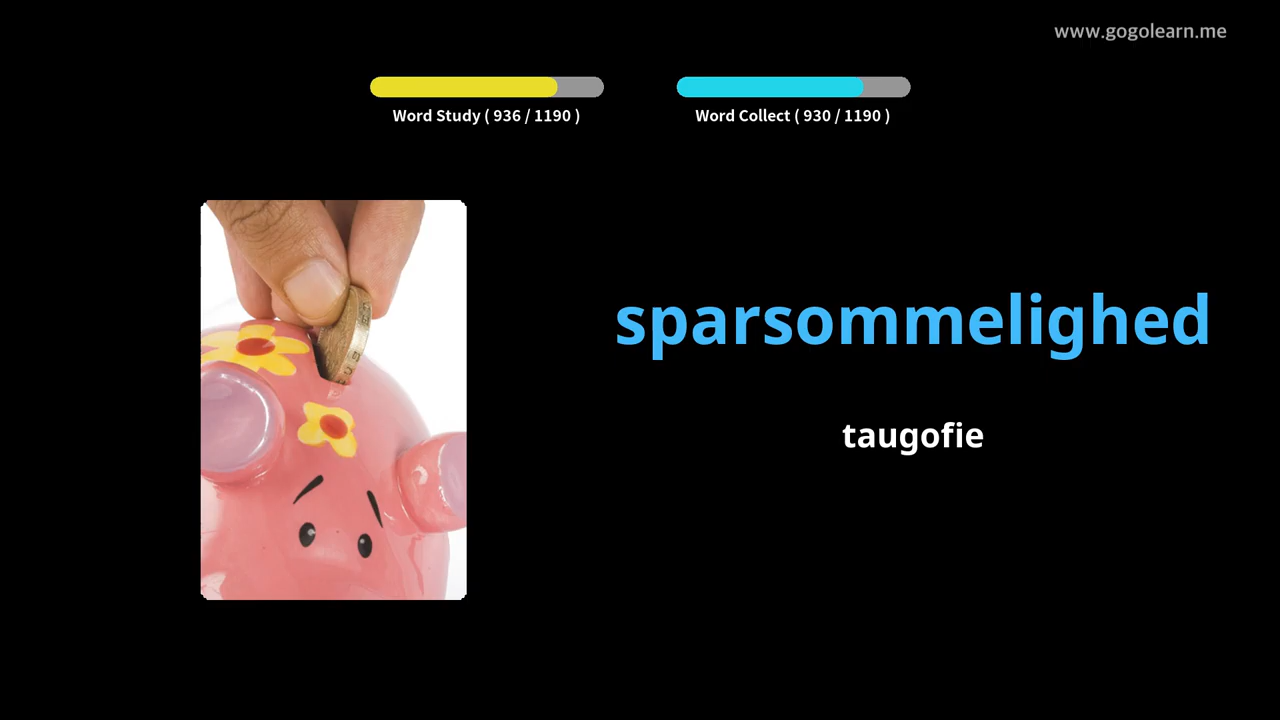 www.gogolearn.me
Word Study ( 936 / 1190 )
Word Collect ( 930 / 1190 )
sparsommelighed
taugofie